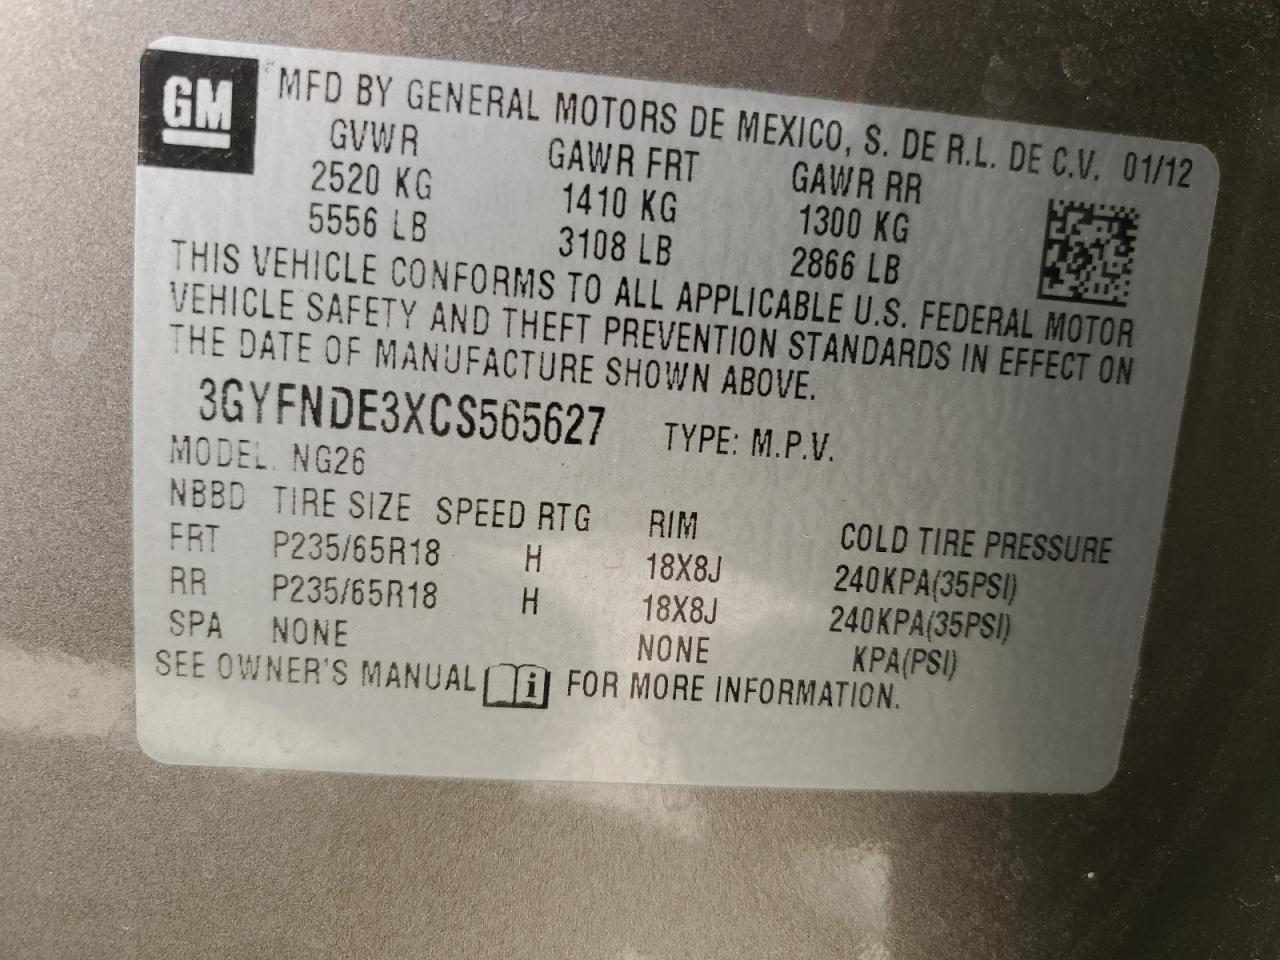 GM
MFD BY GENERAL MOTORS DE MEXICO, S. DE R.L. DE C.V. 01/12
GVWR GAWR FRT GAWR RR
2520 KG 1410 KG 1300 KG
5556 LB 3108 LB 2866 LB
THIS VEHICLE CONFORMS TO ALL APPLICABLE U.S. FEDERAL MOTOR
VEHICLE SAFETY AND THEFT PREVENTION STANDARDS IN EFFECT ON
THE DATE OF MANUFACTURE SHOWN ABOVE.
3GYFNDE3XCS565627 TYPE: M.P.V.
MODEL. NG26
NBBD TIRE SIZE SPEED RTG RIM COLD TIRE PRESSURE
FRT P235/65R18 H 18X8J 240KPA(35PSI)
RR P235/65R18 H 18X8J 240KPA(35PSI)
SPA NONE NONE KPA(PSI)
SEE OWNER'S MANUAL i FOR MORE INFORMATION.